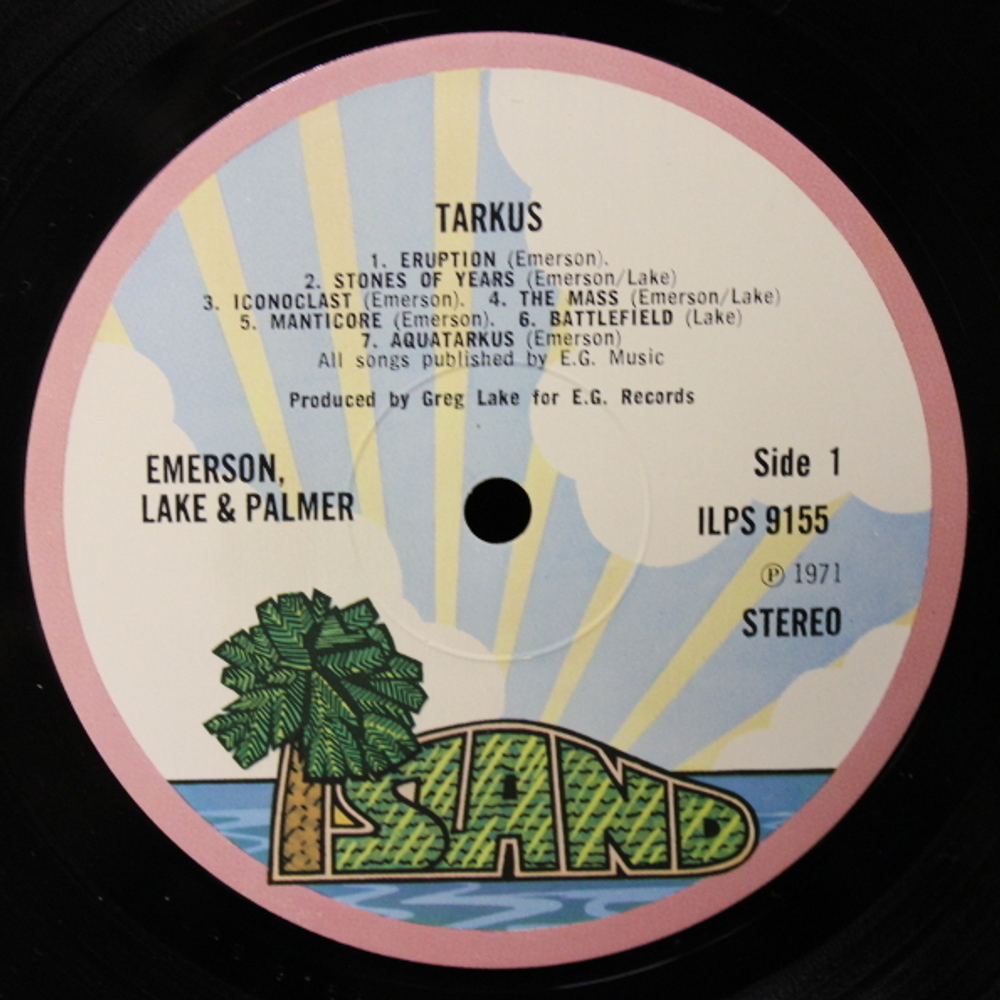 TARKUS
1. ERUPTION (Emerson).
2. STONES OF YEARS (Emerson/Lake)
3. ICONOCLAST (Emerson). 4. THE MASS (Emerson/Lake)
5. MANTICORE (Emerson). 6. BATTLEFIELD (Lake)
7. AQUATARKUS (Emerson)
All songs published by E.G. Music
Produced by Greg Lake for E.G. Records
EMERSON,
LAKE & PALMER
Side 1
ILPS 9155
℗ 1971
STEREO
ISLAND